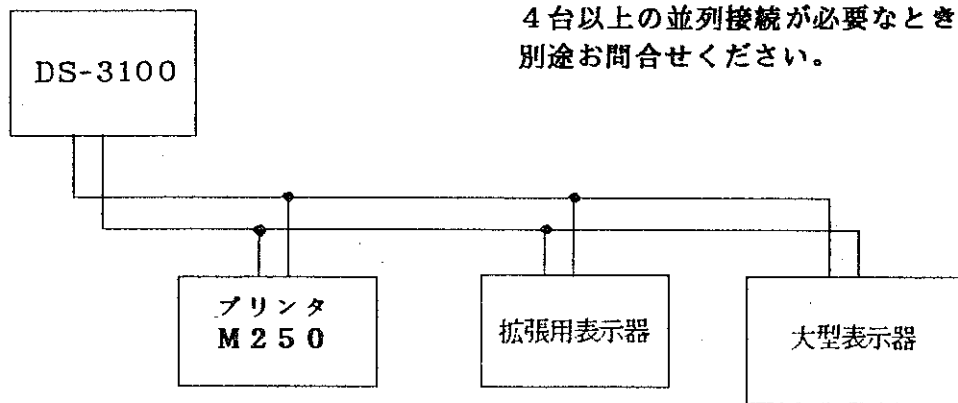 4台以上の並列接続が必要なとき
別途お問合せください。
DS-3100
プリンタ
M250
拡張用表示器
大型表示器